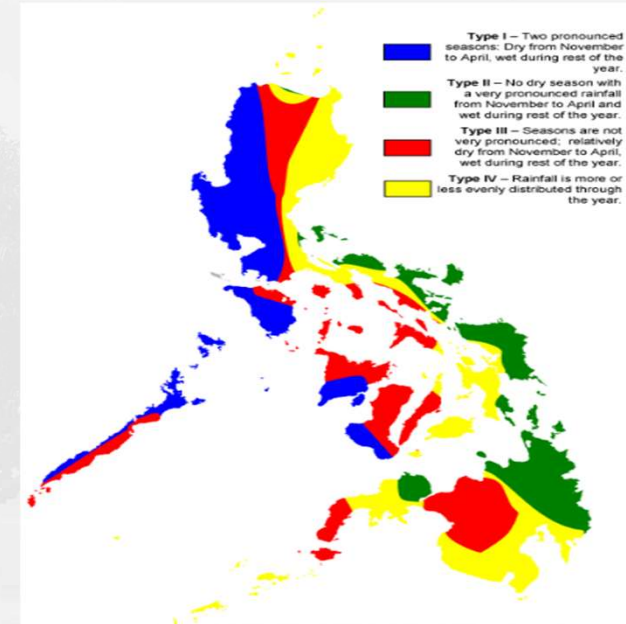 Type I – Two pronounced
seasons: Dry from November
to April, wet during rest of the
year.
Type II – No dry season with
a very pronounced rainfall
from November to April and
wet during rest of the year.
Type III – Seasons are not
very pronounced; relatively
dry from November to April,
wet during rest of the year.
Type IV – Rainfall is more or
less evenly distributed through
the year.